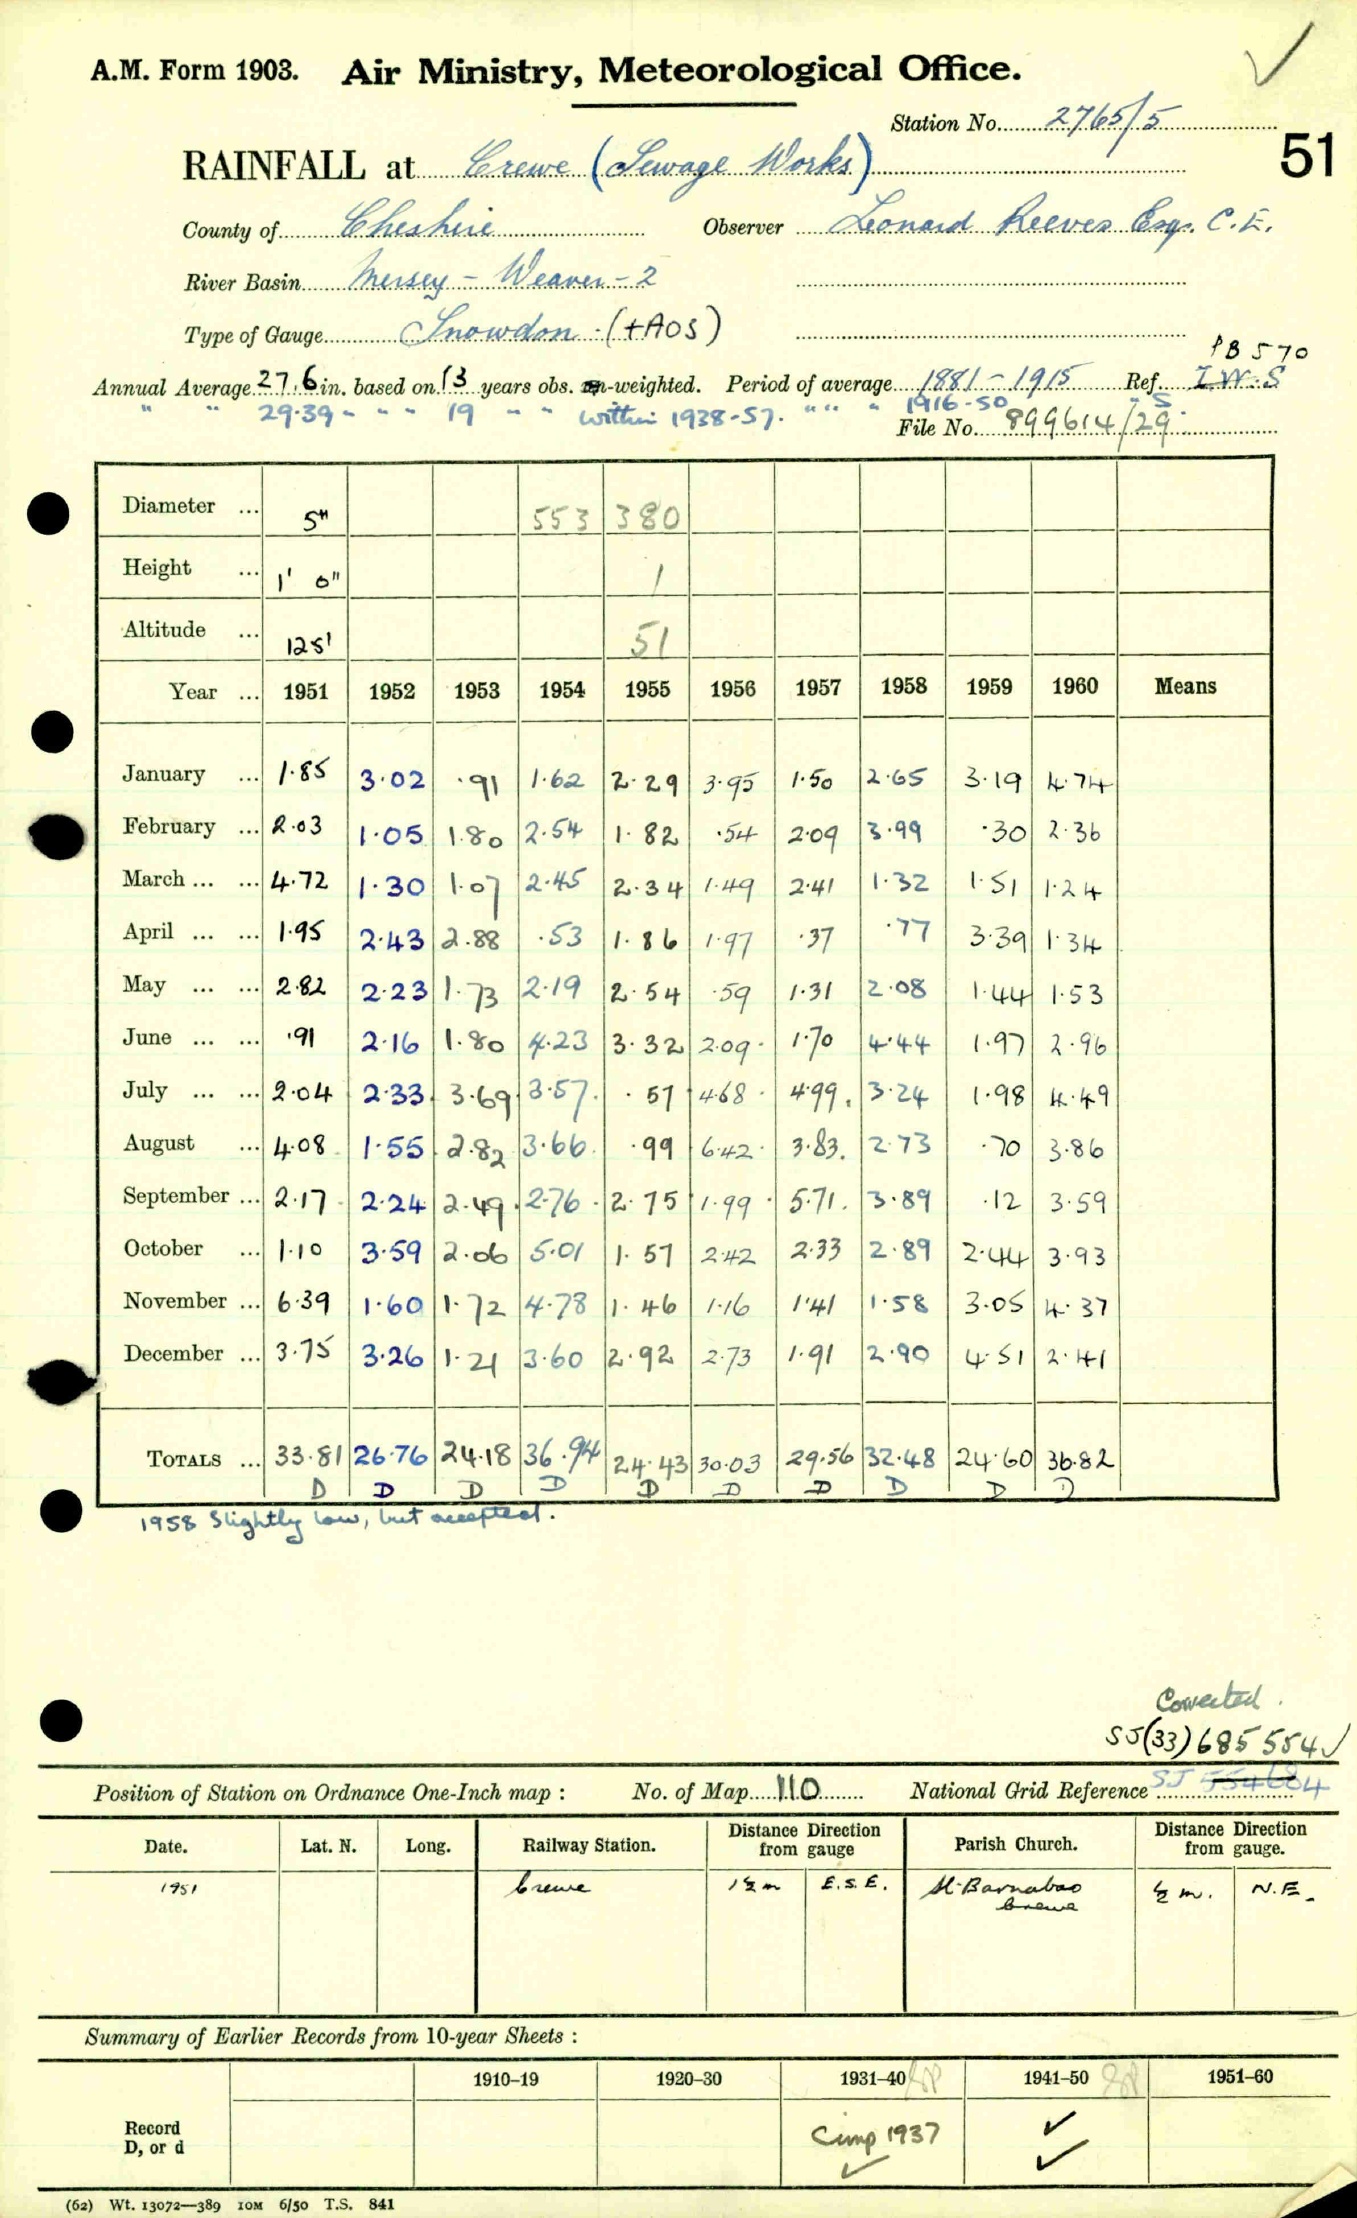 A.M. Form 1903. Air Ministry, Meteorological Office.
Station No. 2765/5
51
RAINFALL at Crewe (Sewage Works)
County of Cheshire Observer Leonard Reeves Esq. C.E.
River Basin Mersey - Weaver - 2
Type of Gauge Snowdon (+AOS)
PB 570
Annual Average 27.6 in. based on 13 years obs. -weighted. Period of average 1881-1915 Ref. I.W.S
" " 29.39 " " " 19 " " within 1938-57. " " " 1916-50 " S.
File No. 899614/29
Diameter ... 5" 553 380
Height ... 1' 0" 1
Altitude ... 125' 51
Year ... 1951 1952 1953 1954 1955 1956 1957 1958 1959 1960 Means
January ... 1.85 3.02 .91 1.62 2.29 3.95 1.50 2.65 3.19 4.74
February ... 2.03 1.05 1.80 2.54 1.82 .54 2.09 3.99 .30 2.36
March ... ... 4.72 1.30 1.07 2.45 2.34 1.49 2.41 1.32 1.51 1.24
April ... ... 1.95 2.43 2.88 .53 1.86 1.97 .37 .77 3.39 1.34
May ... ... 2.82 2.23 1.73 2.19 2.54 .59 1.31 2.08 1.44 1.53
June ... ... .91 2.16 1.80 4.23 3.32 2.09 1.70 4.44 1.97 2.96
July ... ... 2.04 2.33 3.69 3.57 .57 4.68 4.99 3.24 1.98 4.49
August ... 4.08 1.55 2.82 3.66 .99 6.42 3.83 2.73 .70 3.86
September ... 2.17 2.24 2.49 2.76 2.75 1.99 5.71 3.89 .12 3.59
October ... 1.10 3.59 2.06 5.01 1.57 2.42 2.33 2.89 2.44 3.93
November ... 6.39 1.60 1.72 4.78 1.46 1.16 1.41 1.58 3.05 4.37
December ... 3.75 3.26 1.21 3.60 2.92 2.73 1.91 2.90 4.51 2.41
TOTALS ... 33.81 26.76 24.18 36.94 24.43 30.03 29.56 32.48 24.60 36.82
D D D D D D D D D D
1958 Slightly low, but accepted.
Corrected.
SJ(33)685554
Position of Station on Ordnance One-Inch map : No. of Map 110 National Grid Reference SJ 554684
Date. Lat. N. Long. Railway Station. Distance from Direction gauge Parish Church. Distance from Direction gauge.
1951 Crewe 1½ m E.S.E. St. Barnabas Crewe ½ m. N.E.
Summary of Earlier Records from 10-year Sheets :
1910–19 1920–30 1931–40 1941–50 1951–60
Record D, or d Comp 1937
(62) Wt. 13072—389 10M 6/50 T.S. 841